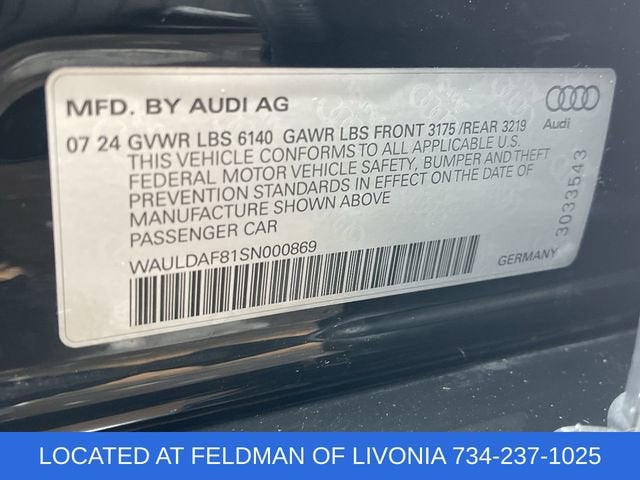 MFD. BY AUDI AG
Audi
07 24 GVWR LBS 6140 GAWR LBS FRONT 3175 /REAR 3219
THIS VEHICLE CONFORMS TO ALL APPLICABLE U.S.
FEDERAL MOTOR VEHICLE SAFETY, BUMPER AND THEFT
PREVENTION STANDARDS IN EFFECT ON THE DATE OF
MANUFACTURE SHOWN ABOVE
PASSENGER CAR
WAULDAF81SN000869
GERMANY
3033543
LOCATED AT FELDMAN OF LIVONIA 734-237-1025